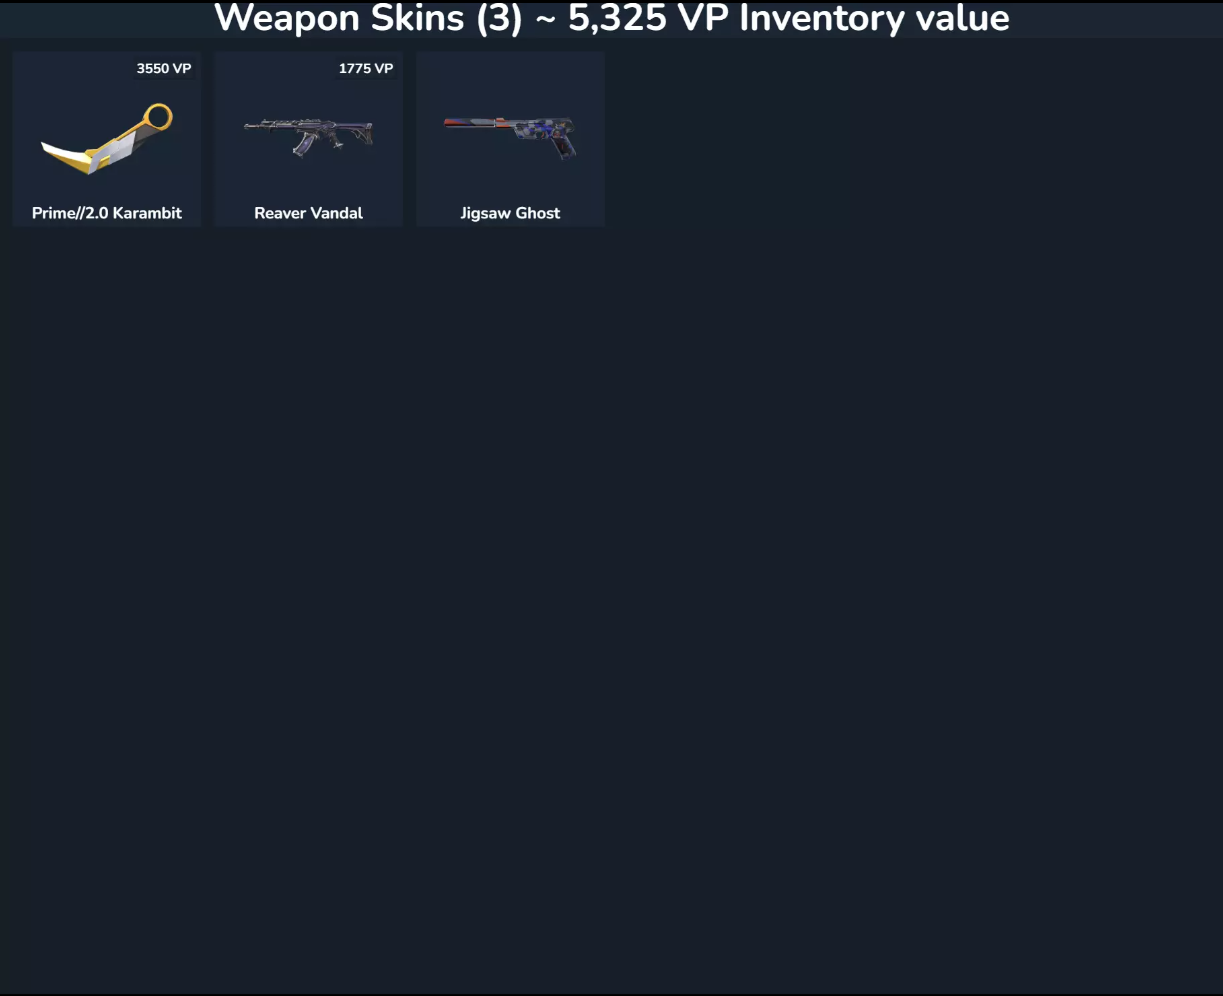 Weapon Skins (3) ~ 5,325 VP Inventory value
3550 VP
1775 VP
Prime//2.0 Karambit
Reaver Vandal
Jigsaw Ghost